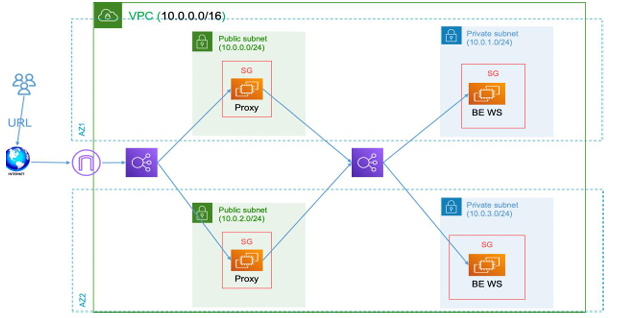 VPC (10.0.0.0/16)
Public subnet
(10.0.0.0/24)
SG
Proxy
Private subnet
(10.0.1.0/24)
SG
BE WS
AZ1
URL
INTERNET
Public subnet
(10.0.2.0/24)
SG
Proxy
Private subnet
(10.0.3.0/24)
SG
BE WS
AZ2